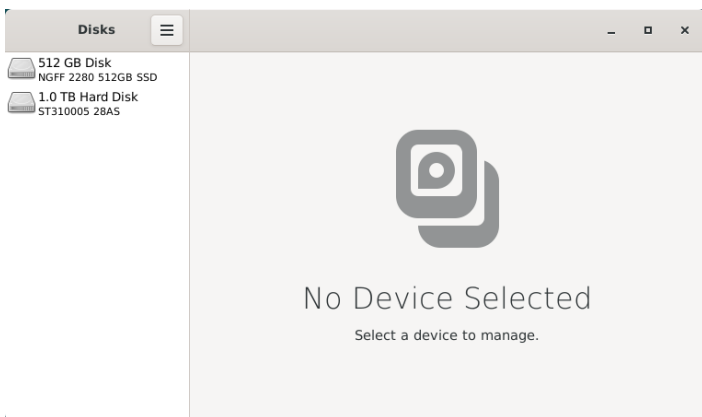 Disks
512 GB Disk
NGFF 2280 512GB SSD
1.0 TB Hard Disk
ST310005 28AS
No Device Selected
Select a device to manage.